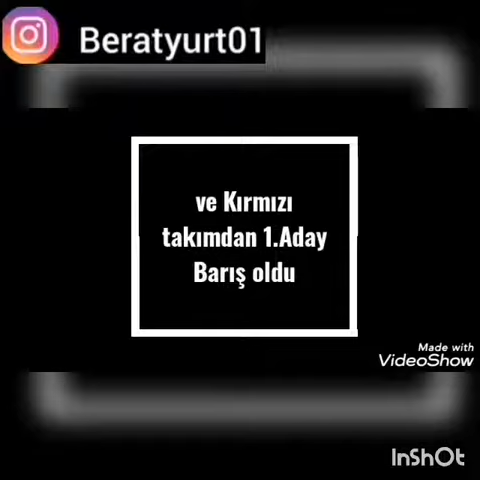 Beratyurt01
ve Kırmızı
takımdan 1.Aday
Barış oldu
Made with
VideoShow
InShOt